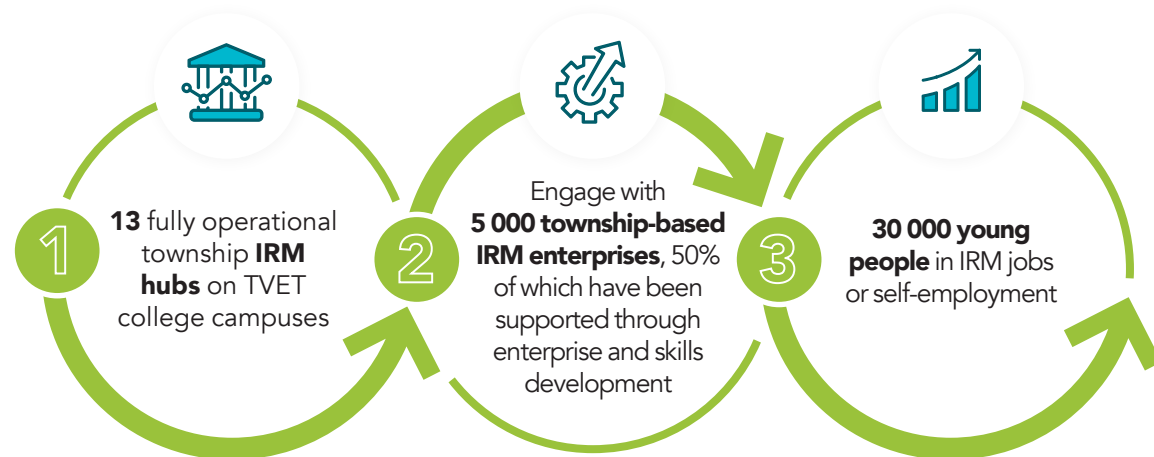 1
13 fully operational
township IRM
hubs on TVET
college campuses
2
Engage with
5 000 township-based
IRM enterprises, 50%
of which have been
supported through
enterprise and skills
development
3
30 000 young
people in IRM jobs
or self-employment